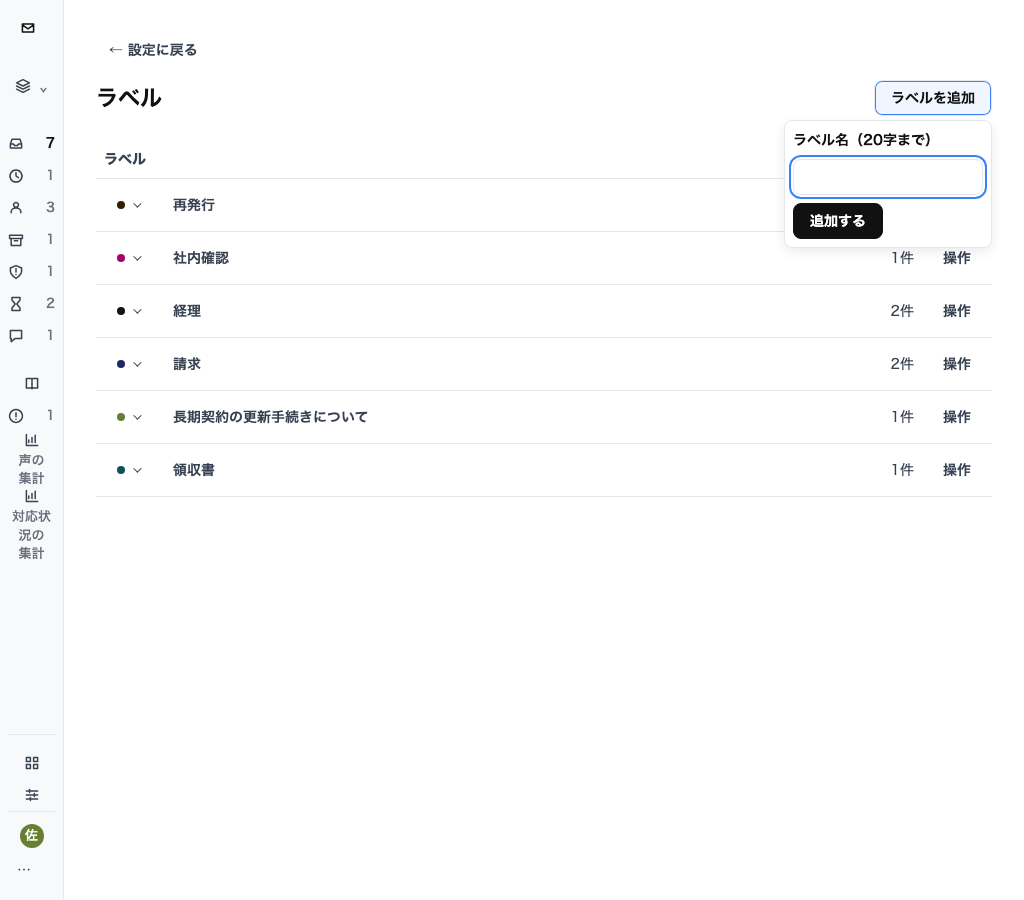 ← 設定に戻る
ラベル
ラベルを追加
ラベル名（20字まで）
追加する
ラベル
再発行
社内確認 1件 操作
経理 2件 操作
請求 2件 操作
長期契約の更新手続きについて 1件 操作
領収書 1件 操作
7
1
3
1
1
2
1
1
声の
集計
対応状
況の
集計
佐
…